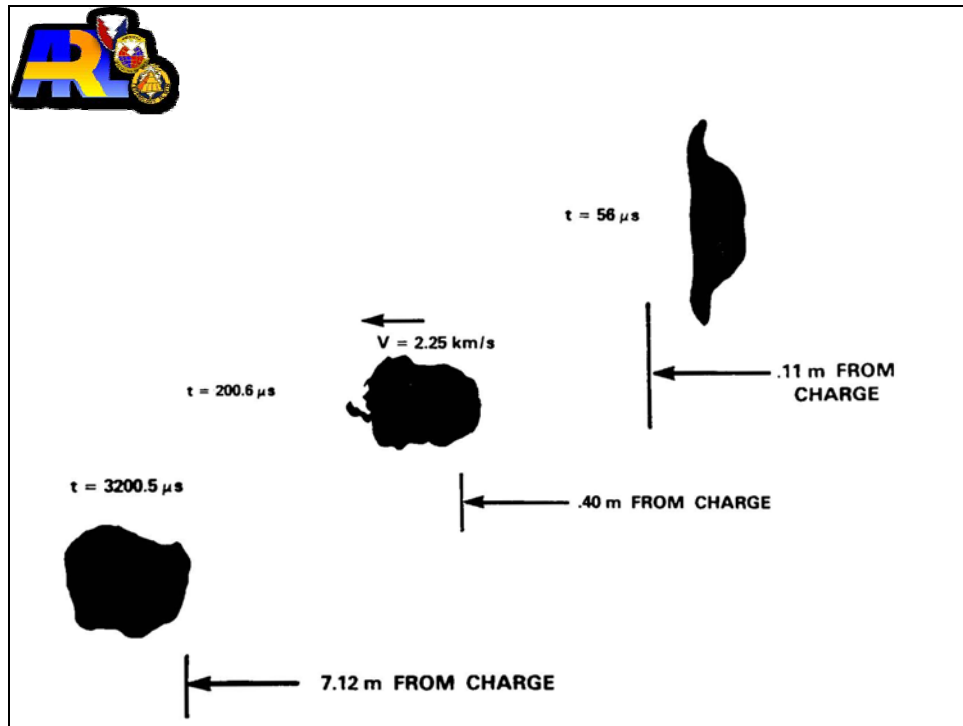 ARL
t = 56 µs
V = 2.25 km/s
.11 m FROM
CHARGE
t = 200.6 µs
t = 3200.5 µs
.40 m FROM CHARGE
7.12 m FROM CHARGE